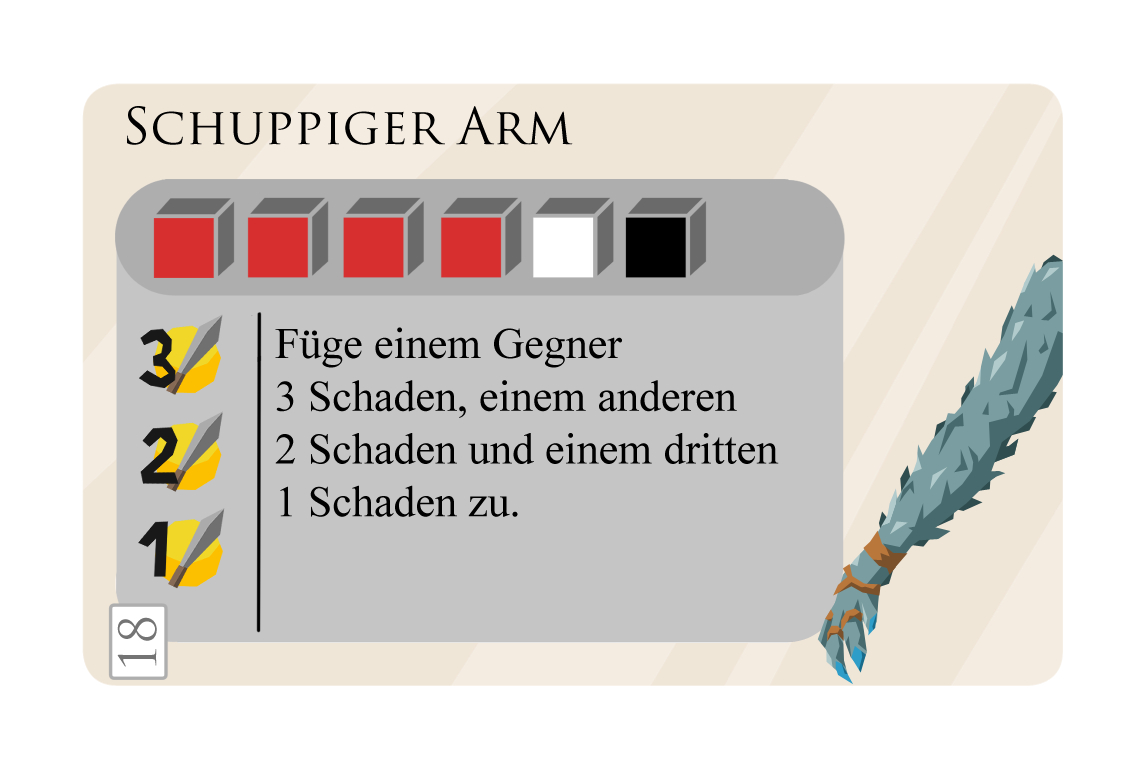 SCHUPPIGER ARM
Füge einem Gegner
3 Schaden, einem anderen
2 Schaden und einem dritten
1 Schaden zu.
3
2
1
18